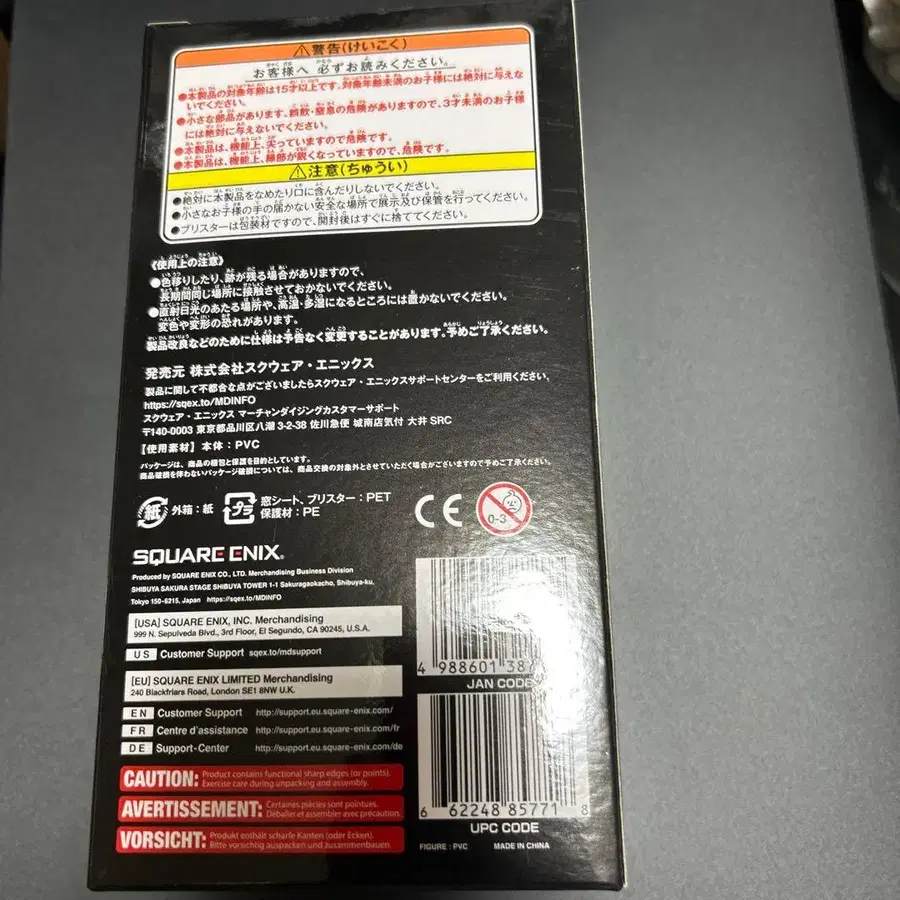 ⚠警告(けいこく)
お客様へ 必ずお読みください。
●本製品の対象年齢は15才以上です。対象年齢未満のお子様には絶対に与えな
いでください。
●小さな部品があります。誤飲・窒息の危険がありますので、3才未満のお子様
には絶対に与えないでください。
●本製品は、機能上、尖っていますので危険です。
●本製品は、機能上、縁部が鋭くなっていますので、危険です。
⚠注意(ちゅうい)
●絶対に本製品をなめたり口に含んだりしないでください。
●小さなお子様の手の届かない安全な場所で展示及び保管を行ってください。
●ブリスターは包装材ですので、開封後はすぐに捨ててください。
《使用上の注意》
●色移りしたり、跡が残る場合がありますので、
長期間同じ場所に接触させておかないでください。
●直射日光のあたる場所や、高温・多湿になるところには置かないでください。
変色や変形の恐れがあります。
製品改良などのために仕様は予告なく変更することがあります。予めご了承ください。
発売元 株式会社スクウェア・エニックス
製品に関して不都合な点がございましたらスクウェア・エニックスサポートセンターをご利用ください。
https://sqex.to/MDINFO
スクウェア・エニックス マーチャンダイジングカスタマーサポート
〒140-0003 東京都品川区八潮 3-2-38 佐川急便 城南店気付 大井 SRC
【使用素材】本体：PVC
パッケージは、商品の梱包と保護を目的としています。
商品破損を伴わないパッケージ破損については、商品交換の対象外とさせていただく場合がございますので予めご了承ください。
紙 外箱：紙 プラ 窓シート、ブリスター：PET
保護材：PE
CE 0-3
SQUARE ENIX®
Produced by SQUARE ENIX CO., LTD. Merchandising Business Division
SHIBUYA SAKURA STAGE SHIBUYA TOWER 1-1 Sakuragaokacho, Shibuya-ku,
Tokyo 150-6215, Japan https://sqex.to/MDINFO
[USA] SQUARE ENIX, INC. Merchandising
999 N. Sepulveda Blvd., 3rd Floor, El Segundo, CA 90245, U.S.A.
US Customer Support sqex.to/mdsupport
[EU] SQUARE ENIX LIMITED Merchandising
240 Blackfriars Road, London SE1 8NW U.K.
EN Customer Support http://support.eu.square-enix.com/
FR Centre d'assistance http://support.eu.square-enix.com/fr
DE Support-Center http://support.eu.square-enix.com/de
CAUTION: Product contains functional sharp edges (or points).
Exercise care during unpacking and assembly.
AVERTISSEMENT: Certaines pièces sont pointues.
Déballer et assembler avec précaution.
VORSICHT: Produkt enthält scharfe Kanten (oder Ecken).
Bitte vorsichtig auspacken und zusammenbauen.
4 988601 38
JAN CODE
6 62248 85771 8
UPC CODE
FIGURE : PVC MADE IN CHINA